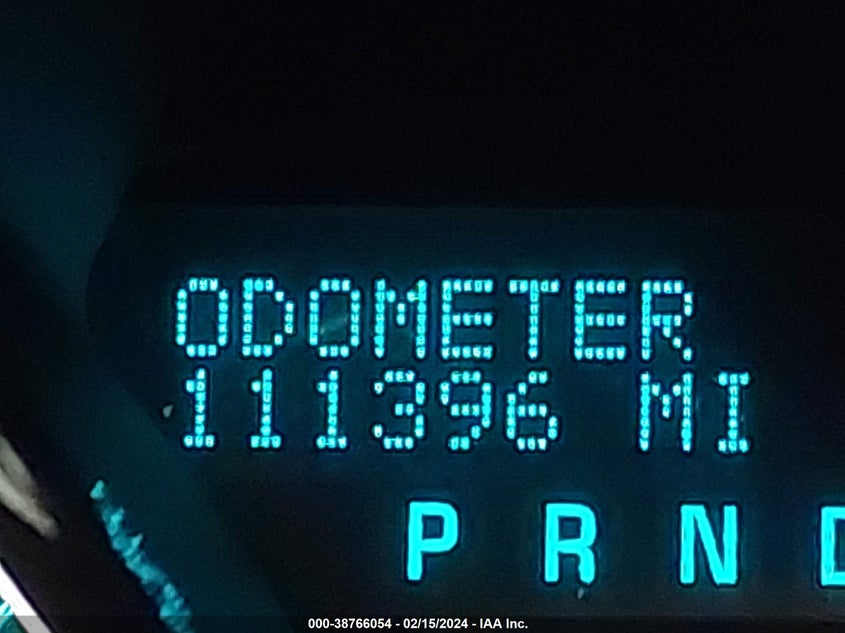 ODOMETER
111396 MI
P R N D
000-38766054 - 02/15/2024 - IAA Inc.